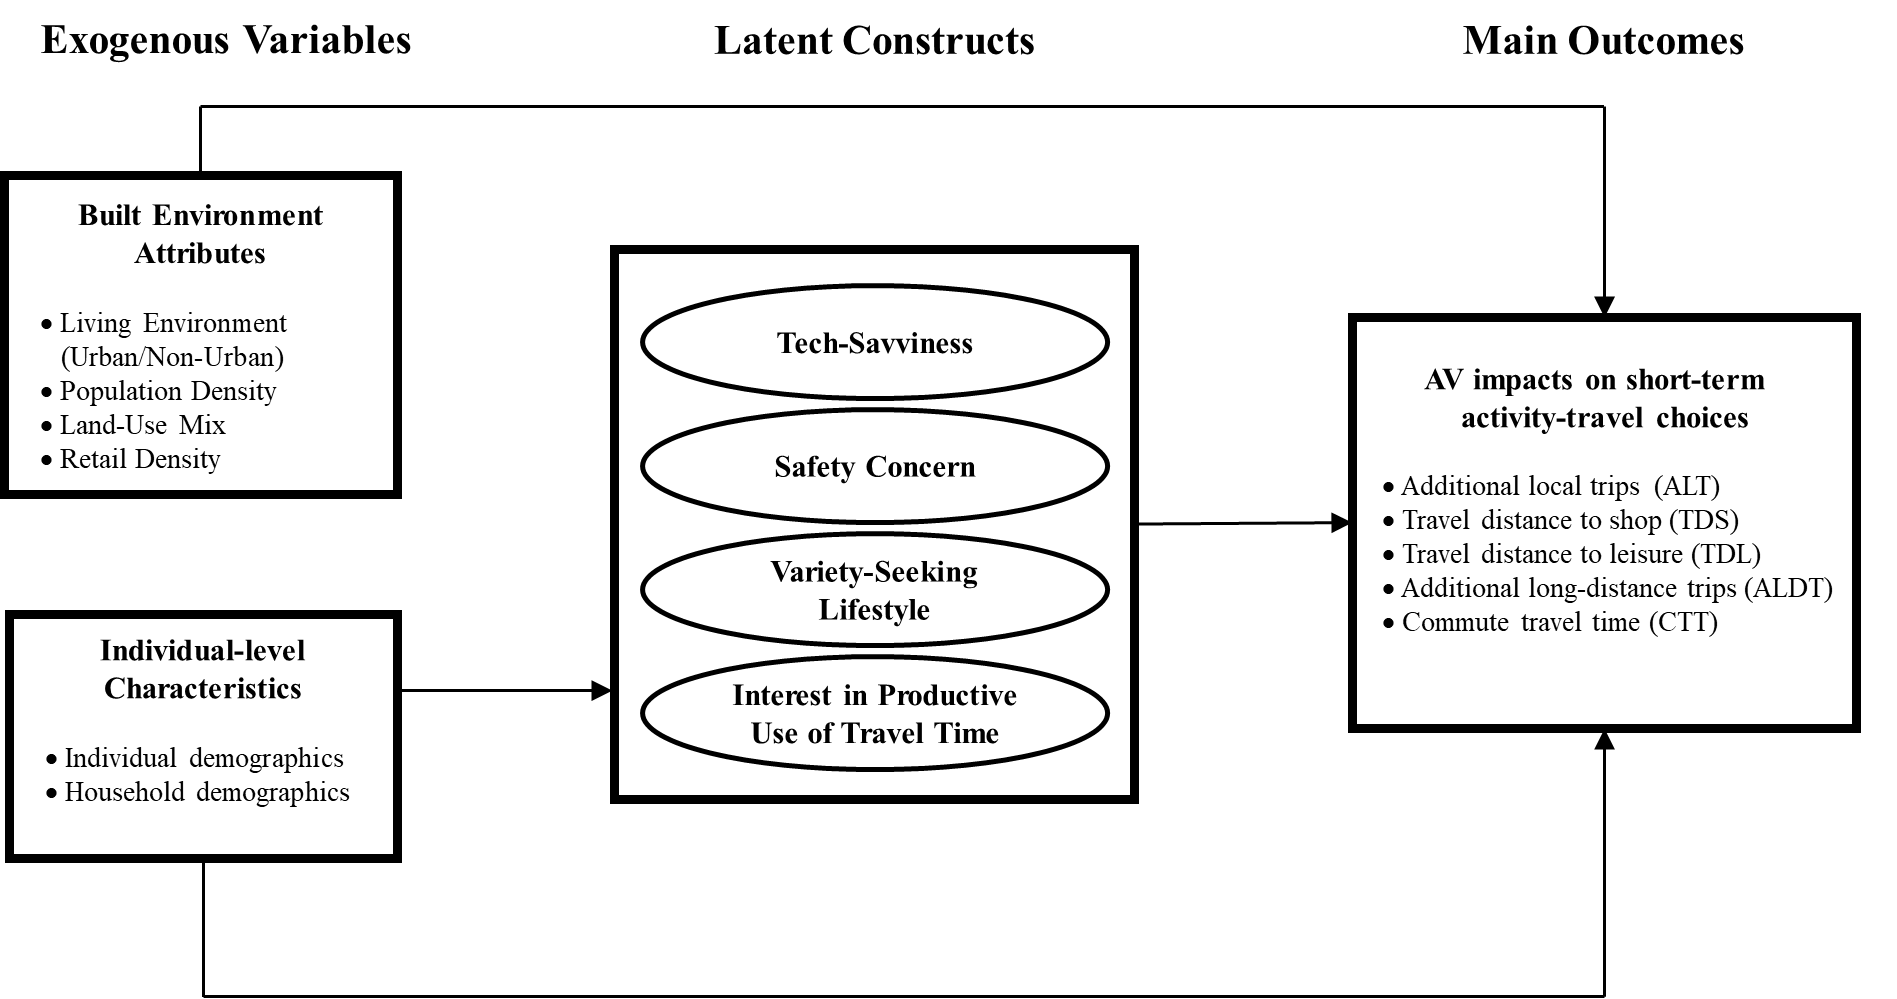 Exogenous Variables
Latent Constructs
Main Outcomes
Built Environment
Attributes
• Living Environment
(Urban/Non-Urban)
• Population Density
• Land-Use Mix
• Retail Density
Individual-level
Characteristics
• Individual demographics
• Household demographics
Tech-Savviness
Safety Concern
Variety-Seeking
Lifestyle
Interest in Productive
Use of Travel Time
AV impacts on short-term
activity-travel choices
• Additional local trips (ALT)
• Travel distance to shop (TDS)
• Travel distance to leisure (TDL)
• Additional long-distance trips (ALDT)
• Commute travel time (CTT)